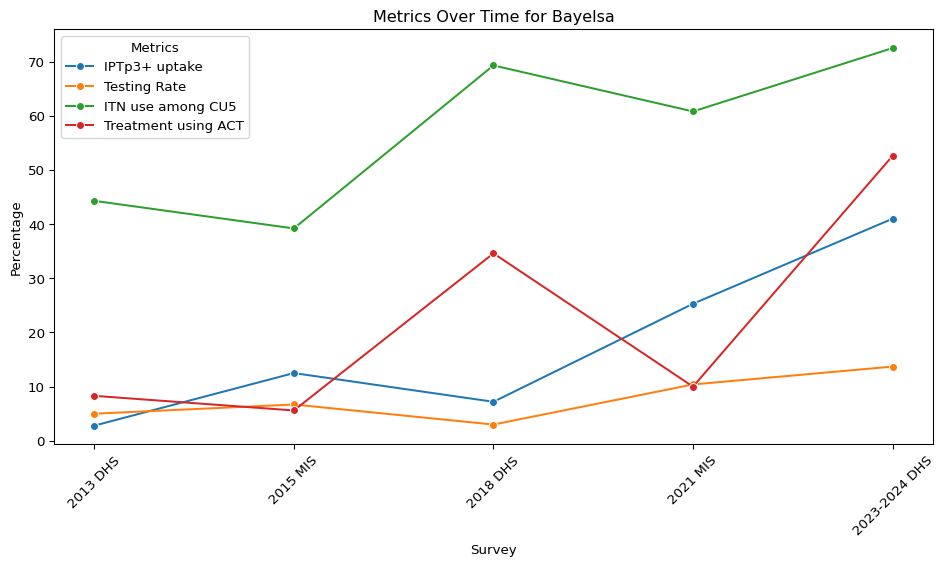 Metrics Over Time for Bayelsa
Metrics
IPTp3+ uptake
Testing Rate
ITN use among CU5
Treatment using ACT
Percentage
70
60
50
40
30
20
10
0
2013 DHS
2015 MIS
2018 DHS
2021 MIS
2023-2024 DHS
Survey